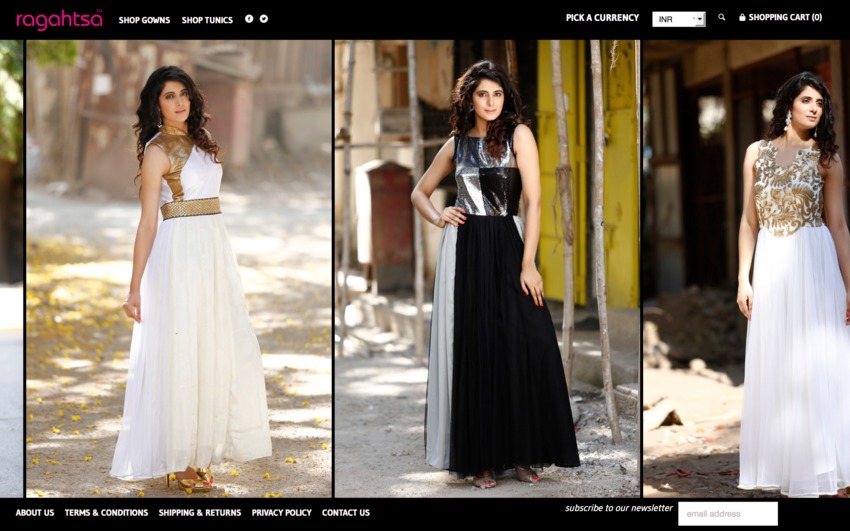 ragahtsa™
SHOP GOWNS SHOP TUNICS PICK A CURRENCY INR SHOPPING CART (0)
ABOUT US TERMS & CONDITIONS SHIPPING & RETURNS PRIVACY POLICY CONTACT US subscribe to our newsletter email address